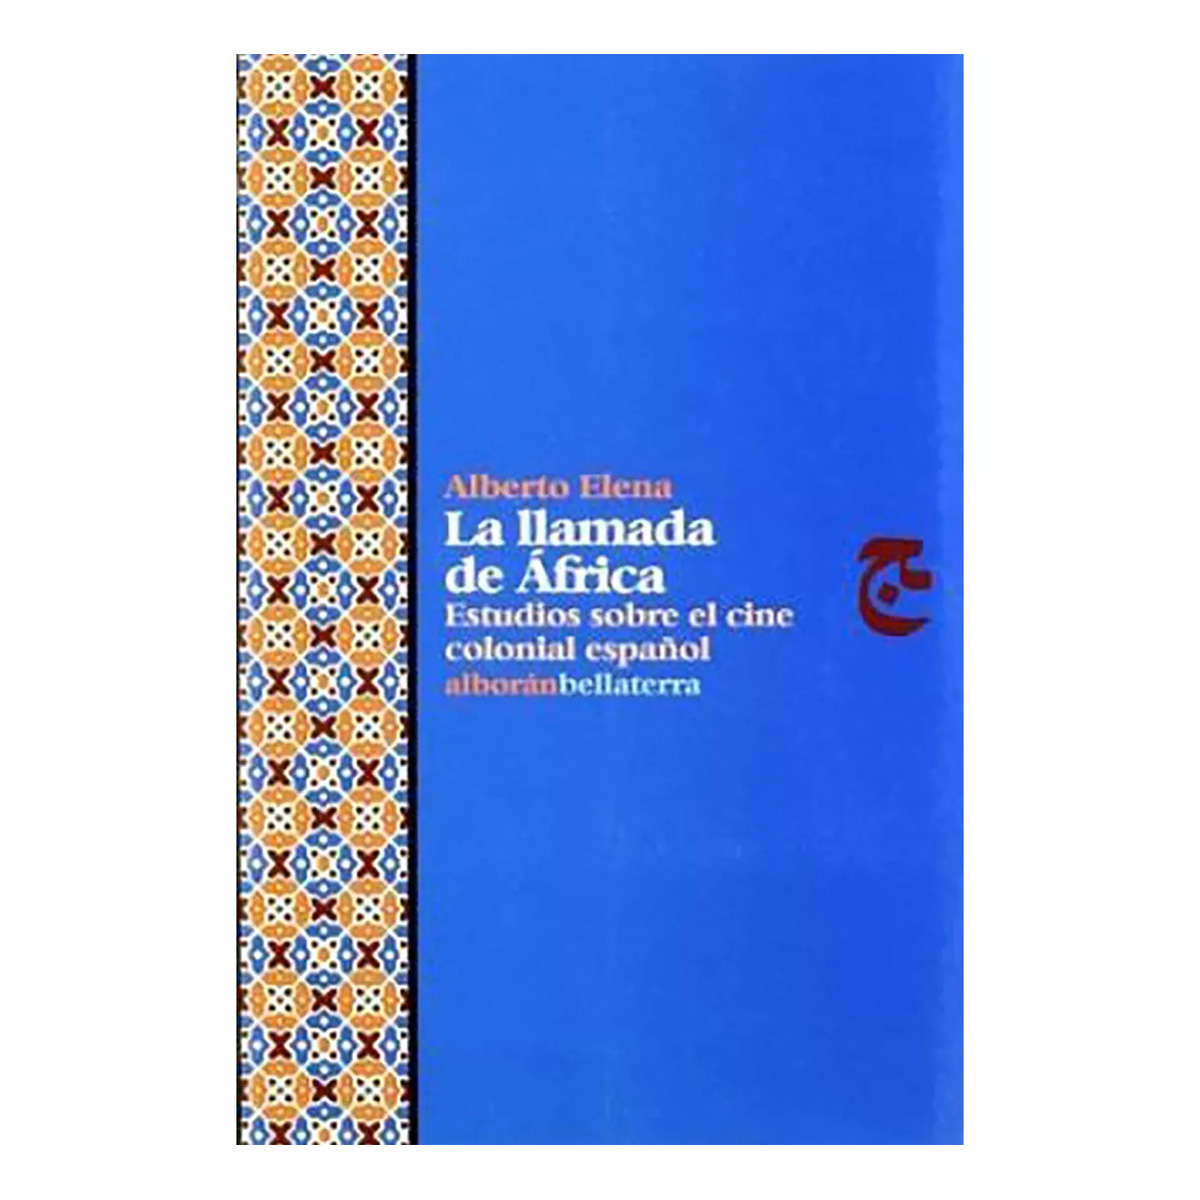 Alberto Elena
La llamada
de África
Estudios sobre el cine
colonial español
alboránbellaterra
ج